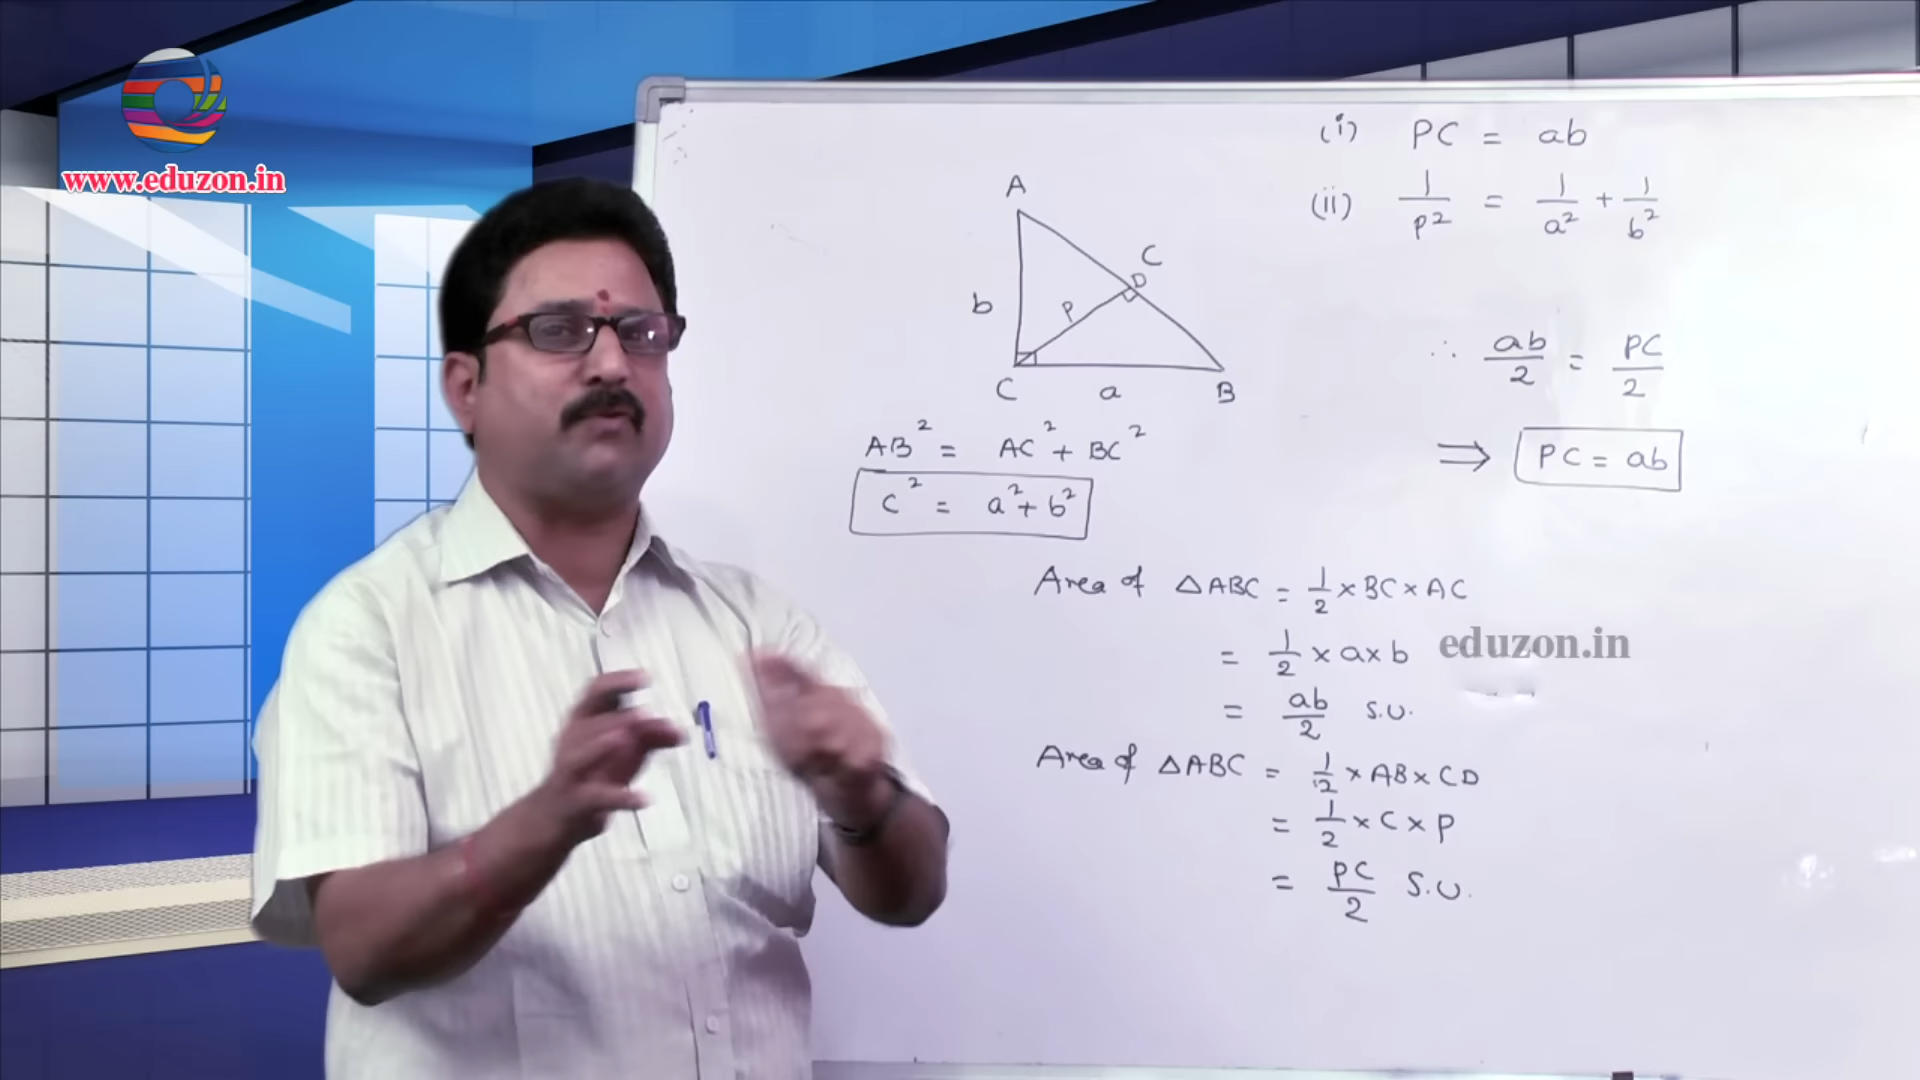 www.eduzon.in
(i) PC = ab
(ii) 1/p² = 1/a² + 1/b²
A
C
D
b
P
C
a
B
∴ ab/2 = PC/2
⇒ PC = ab
AB² = AC² + BC²
C² = a² + b²
Area of △ABC = 1/2 × BC × AC
= 1/2 × a × b
eduzon.in
= ab/2 S.U.
Area of △ABC = 1/2 × AB × CD
= 1/2 × C × P
= PC/2 S.U.